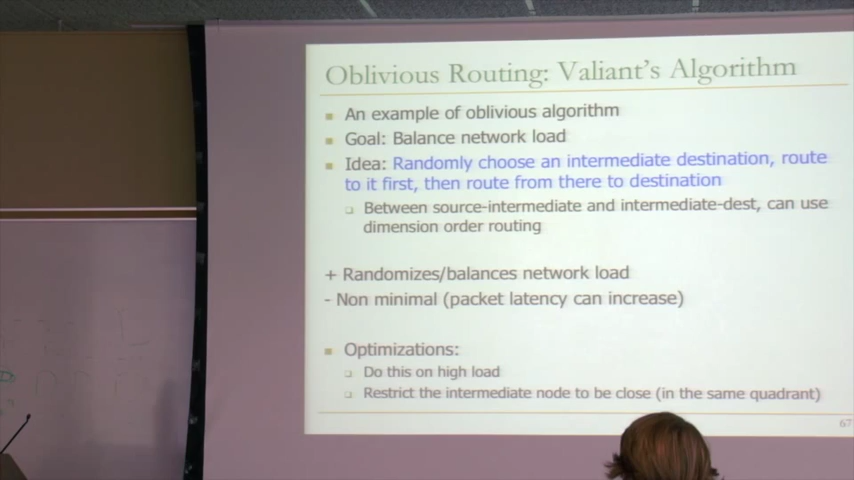 Oblivious Routing: Valiant's Algorithm
An example of oblivious algorithm
Goal: Balance network load
Idea: Randomly choose an intermediate destination, route
to it first, then route from there to destination
Between source-intermediate and intermediate-dest, can use
dimension order routing
+ Randomizes/balances network load
- Non minimal (packet latency can increase)
Optimizations:
Do this on high load
Restrict the intermediate node to be close (in the same quadrant)
67